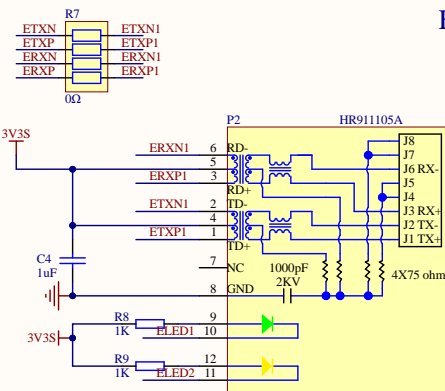 R7
ETXN ETXN1
ETXP ETXP1
ERXN ERXN1
ERXP ERXP1
0Ω
P2 HR911105A
3V3S
J8
J7
ERXN1 6 RD- J6 RX-
5 J5
ERXP1 3 RD+ J4
ETXN1 2 TD- J3 RX+
4 J2 TX-
ETXP1 1 TD+ J1 TX+
C4
1uF
7 NC
1000pF
2KV
4X75 ohm
8 GND
R8 9
1K ELED1 10
3V3S
R9 12
1K ELED2 11